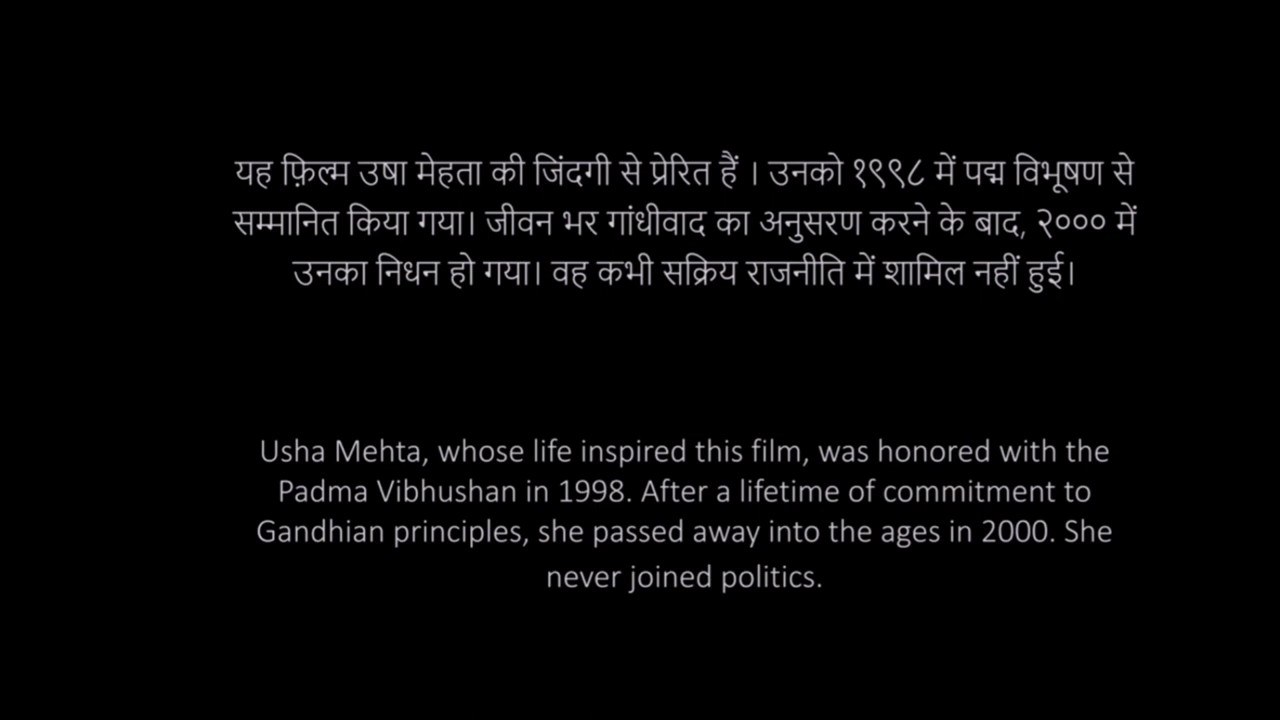 यह फ़िल्म उषा मेहता की जिंदगी से प्रेरित हैं । उनको १९९८ में पद्म विभूषण से
सम्मानित किया गया। जीवन भर गांधीवाद का अनुसरण करने के बाद, २००० में
उनका निधन हो गया। वह कभी सक्रिय राजनीति में शामिल नहीं हुई।
Usha Mehta, whose life inspired this film, was honored with the
Padma Vibhushan in 1998. After a lifetime of commitment to
Gandhian principles, she passed away into the ages in 2000. She
never joined politics.